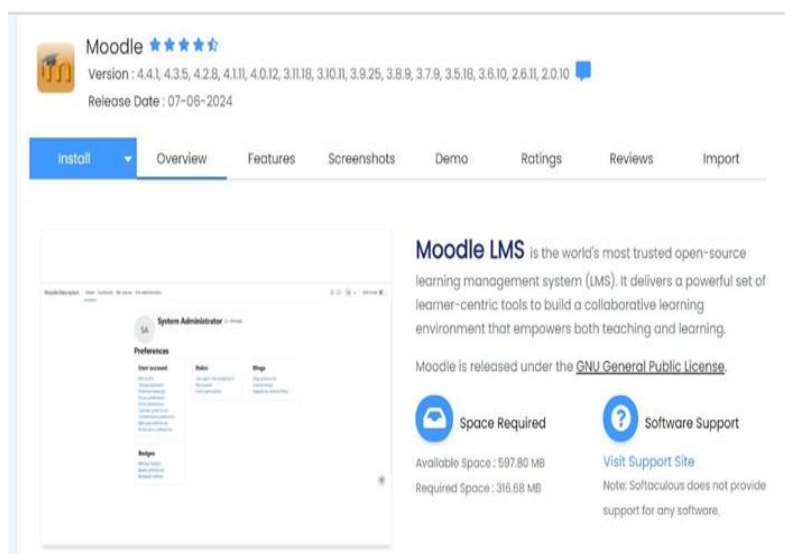 Moodle
Version : 4.4.1, 4.3.5, 4.2.8, 4.1.11, 4.0.12, 3.11.18, 3.10.11, 3.9.25, 3.8.9, 3.7.9, 3.5.18, 3.6.10, 2.6.11, 2.0.10
Release Date : 07-06-2024
Install Overview Features Screenshots Demo Ratings Reviews Import
Moodle LMS is the world's most trusted open-source
learning management system (LMS). It delivers a powerful set of
learner-centric tools to build a collaborative learning
environment that empowers both teaching and learning.
Moodle is released under the GNU General Public License.
Space Required
Available Space : 597.80 MB
Required Space : 316.68 MB
Software Support
Visit Support Site
Note: Softaculous does not provide
support for any software.
SA
System Administrator
Preferences
User account
Roles
Blogs
Badges